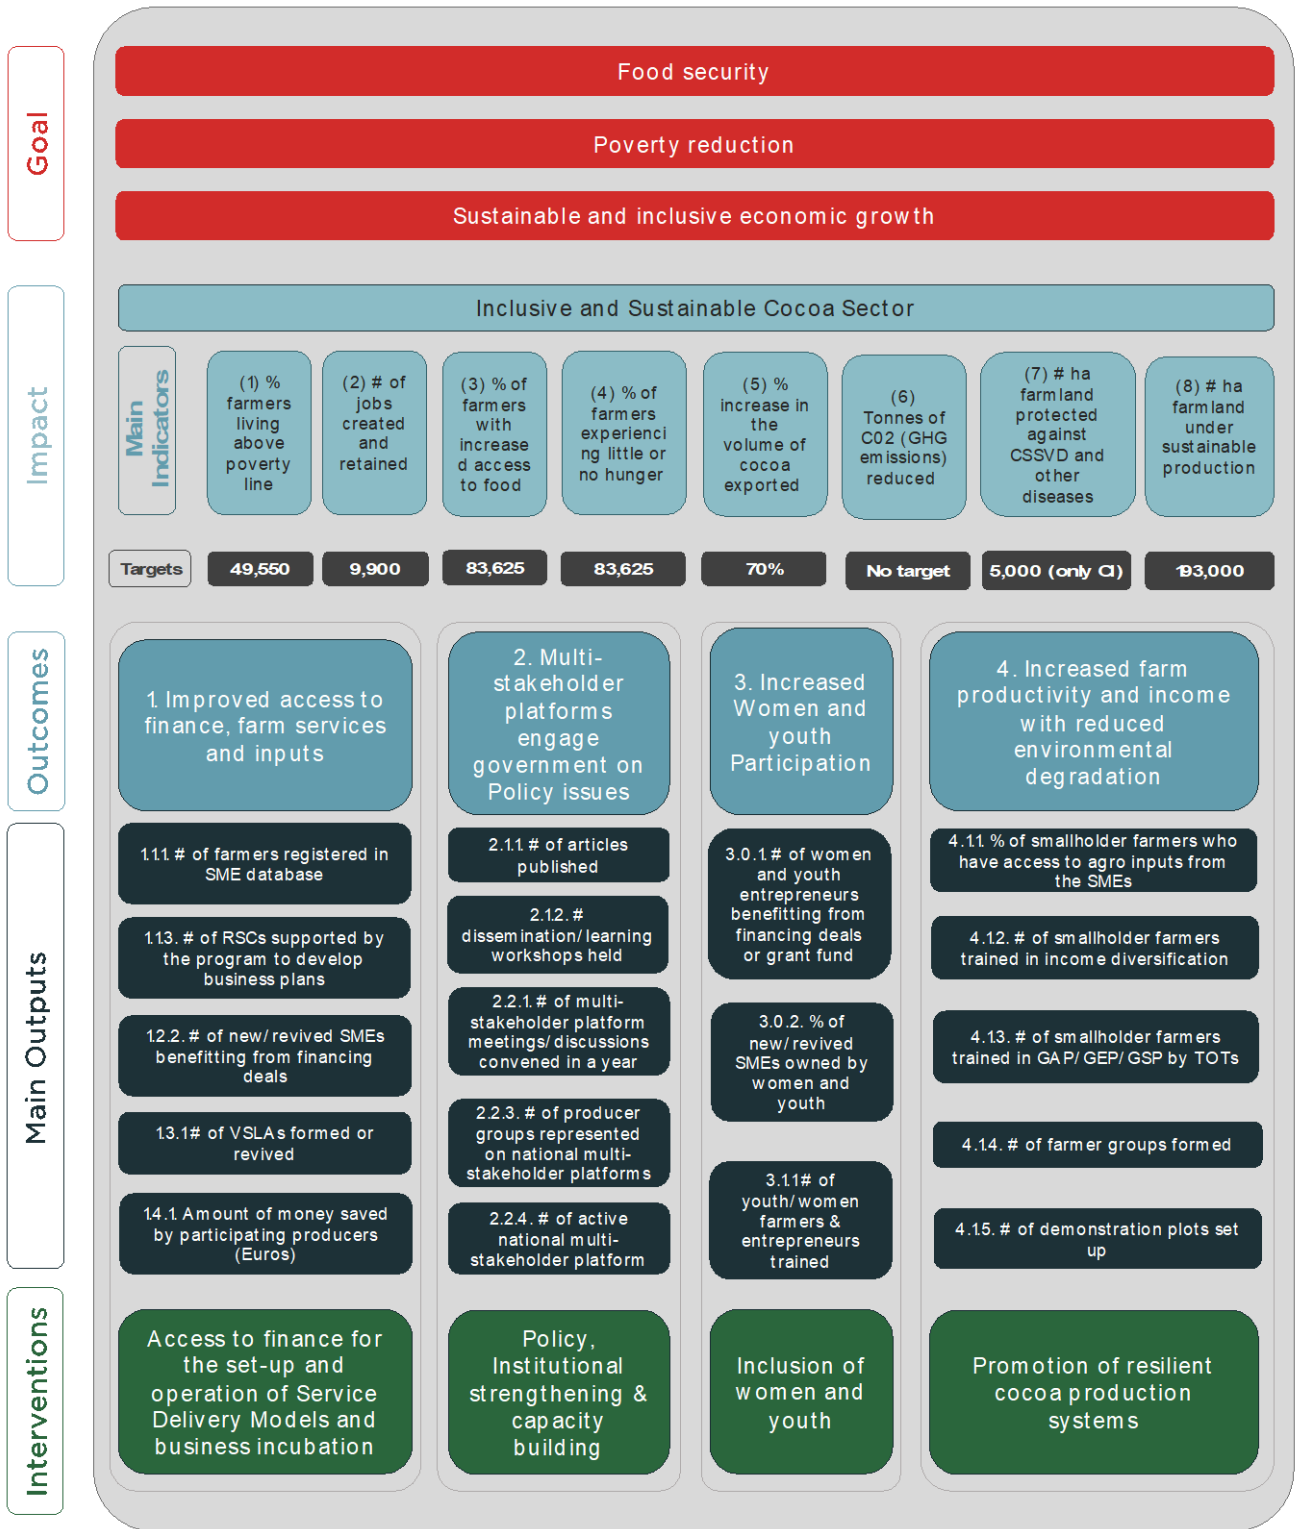 Goal
Food security
Poverty reduction
Sustainable and inclusive economic growth
Impact
Inclusive and Sustainable Cocoa Sector
Main
Indicators
(1) %
farmers
living
above
poverty
line
(2) # of
jobs
created
and
retained
(3) % of
farmers
with
increase
d access
to food
(4) % of
farmers
experienci
ng little or
no hunger
(5) %
increase in
the
volume of
cocoa
exported
(6)
Tonnes of
C02 (GHG
emissions)
reduced
(7) # ha
farmland
protected
against
CSSVD and
other
diseases
(8) # ha
farmland
under
sustainable
production
Targets
49,550
9,900
83,625
83,625
70%
No target
5,000 (only CI)
193,000
Outcomes
1. Improved access to
finance, farm services
and inputs
2. Multi-
stakeholder
platforms
engage
government on
Policy issues
3. Increased
Women and
youth
Participation
4. Increased farm
productivity and income
with reduced
environmental
degradation
Main Outputs
1.1.1. # of farmers registered in
SME database
1.1.3. # of RSCs supported by
the program to develop
business plans
1.2.2. # of new/revived SMEs
benefitting from financing
deals
1.3.1 # of VSLAs formed or
revived
1.4.1. Amount of money saved
by participating producers
(Euros)
2.1.1. # of articles
published
2.1.2. #
dissemination/learning
workshops held
2.2.1. # of multi-
stakeholder platform
meetings/discussions
convened in a year
2.2.3. # of producer
groups represented
on national multi-
stakeholder platforms
2.2.4. # of active
national multi-
stakeholder platform
3.0.1. # of women
and youth
entrepreneurs
benefitting from
financing deals
or grant fund
3.0.2. % of
new/revived
SMEs owned by
women and
youth
3.1.1 # of
youth/women
farmers &
entrepreneurs
trained
4.1.1. % of smallholder farmers who
have access to agro inputs from
the SMEs
4.1.2. # of smallholder farmers
trained in income diversification
4.1.3. # of smallholder farmers
trained in GAP/GEP/GSP by TOTs
4.1.4. # of farmer groups formed
4.1.5. # of demonstration plots set
up
Interventions
Access to finance for
the set-up and
operation of Service
Delivery Models and
business incubation
Policy,
Institutional
strengthening &
capacity
building
Inclusion of
women and
youth
Promotion of resilient
cocoa production
systems